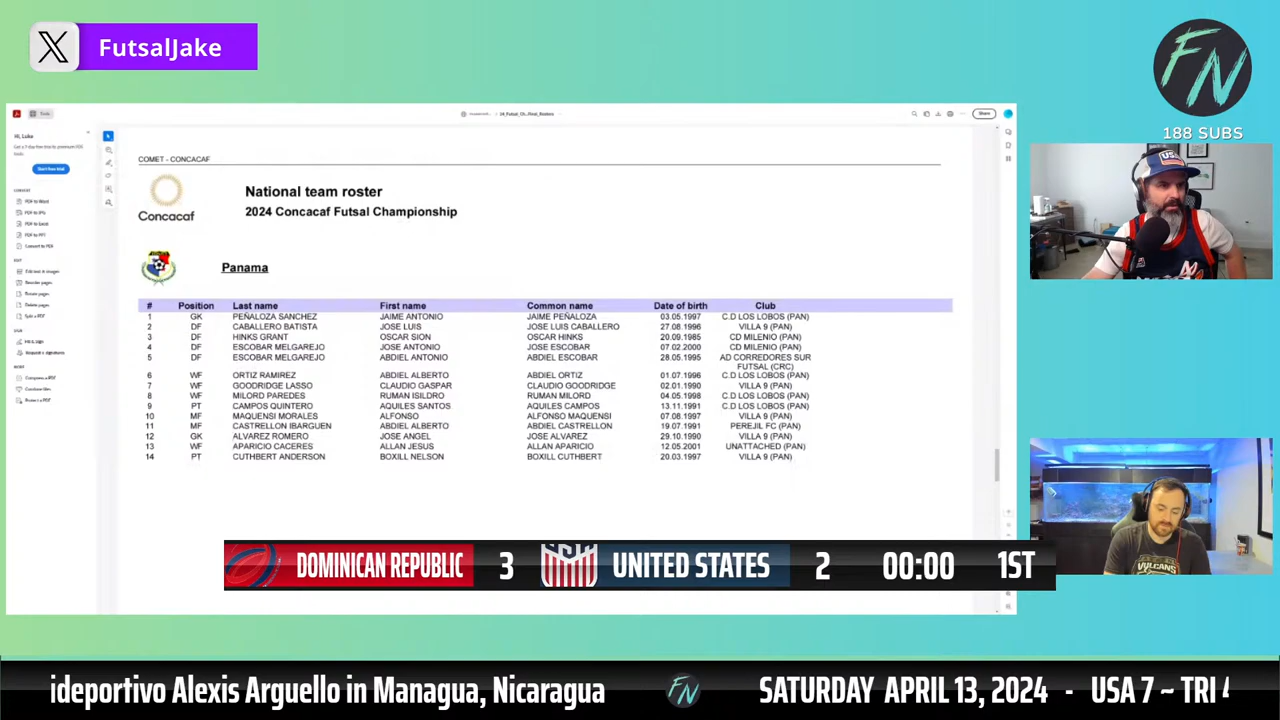 FutsalJake
FN
188 SUBS
Tools
Share
Hi, Luke
Start free trial
COMET - CONCACAF
National team roster
2024 Concacaf Futsal Championship
Concacaf
Panama
# Position Last name First name Common name Date of birth Club
1 GK PEÑALOZA SANCHEZ JAIME ANTONIO JAIME PEÑALOZA 03.05.1997 C.D LOS LOBOS (PAN)
2 DF CABALLERO BATISTA JOSE LUIS JOSE LUIS CABALLERO 27.08.1996 VILLA 9 (PAN)
3 DF HINKS GRANT OSCAR SION OSCAR HINKS 20.09.1985 CD MILENIO (PAN)
4 DF ESCOBAR MELGAREJO JOSE ANTONIO JOSE ESCOBAR 07.02.2000 CD MILENIO (PAN)
5 DF ESCOBAR MELGAREJO ABDIEL ANTONIO ABDIEL ESCOBAR 28.05.1995 AD CORREDORES SUR
FUTSAL (CRC)
6 WF ORTIZ RAMIREZ ABDIEL ALBERTO ABDIEL ORTIZ 01.07.1996 C.D LOS LOBOS (PAN)
7 WF GOODRIDGE LASSO CLAUDIO GASPAR CLAUDIO GOODRIDGE 02.01.1990 VILLA 9 (PAN)
8 WF MILORD PAREDES RUMAN ISILDRO RUMAN MILORD 04.05.1998 C.D LOS LOBOS (PAN)
9 PT CAMPOS QUINTERO AQUILES SANTOS AQUILES CAMPOS 13.11.1991 C.D LOS LOBOS (PAN)
10 MF MAQUENSI MORALES ALFONSO ALFONSO MAQUENSI 07.08.1997 VILLA 9 (PAN)
11 MF CASTRELLON IBARGUEN ABDIEL ALBERTO ABDIEL CASTRELLON 19.07.1991 PEREJIL FC (PAN)
12 GK ALVAREZ ROMERO JOSE ANGEL JOSE ALVAREZ 29.10.1990 VILLA 9 (PAN)
13 WF APARICIO CACERES ALLAN JESUS ALLAN APARICIO 12.05.2001 UNATTACHED (PAN)
14 PT CUTHBERT ANDERSON BOXILL NELSON BOXILL CUTHBERT 20.03.1997 VILLA 9 (PAN)
VULCANS
DOMINICAN REPUBLIC 3 UNITED STATES 2 00:00 1ST
ideportivo Alexis Arguello in Managua, Nicaragua FN SATURDAY APRIL 13, 2024 - USA 7 ~ TRI 4